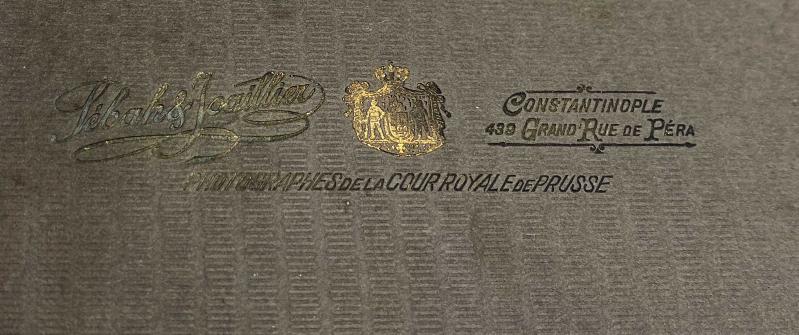 Sébah & Joaillier
CONSTANTINOPLE
439 GRAND'RUE DE PÉRA
PHOTOGRAPHES DE LA COUR ROYALE DE PRUSSE